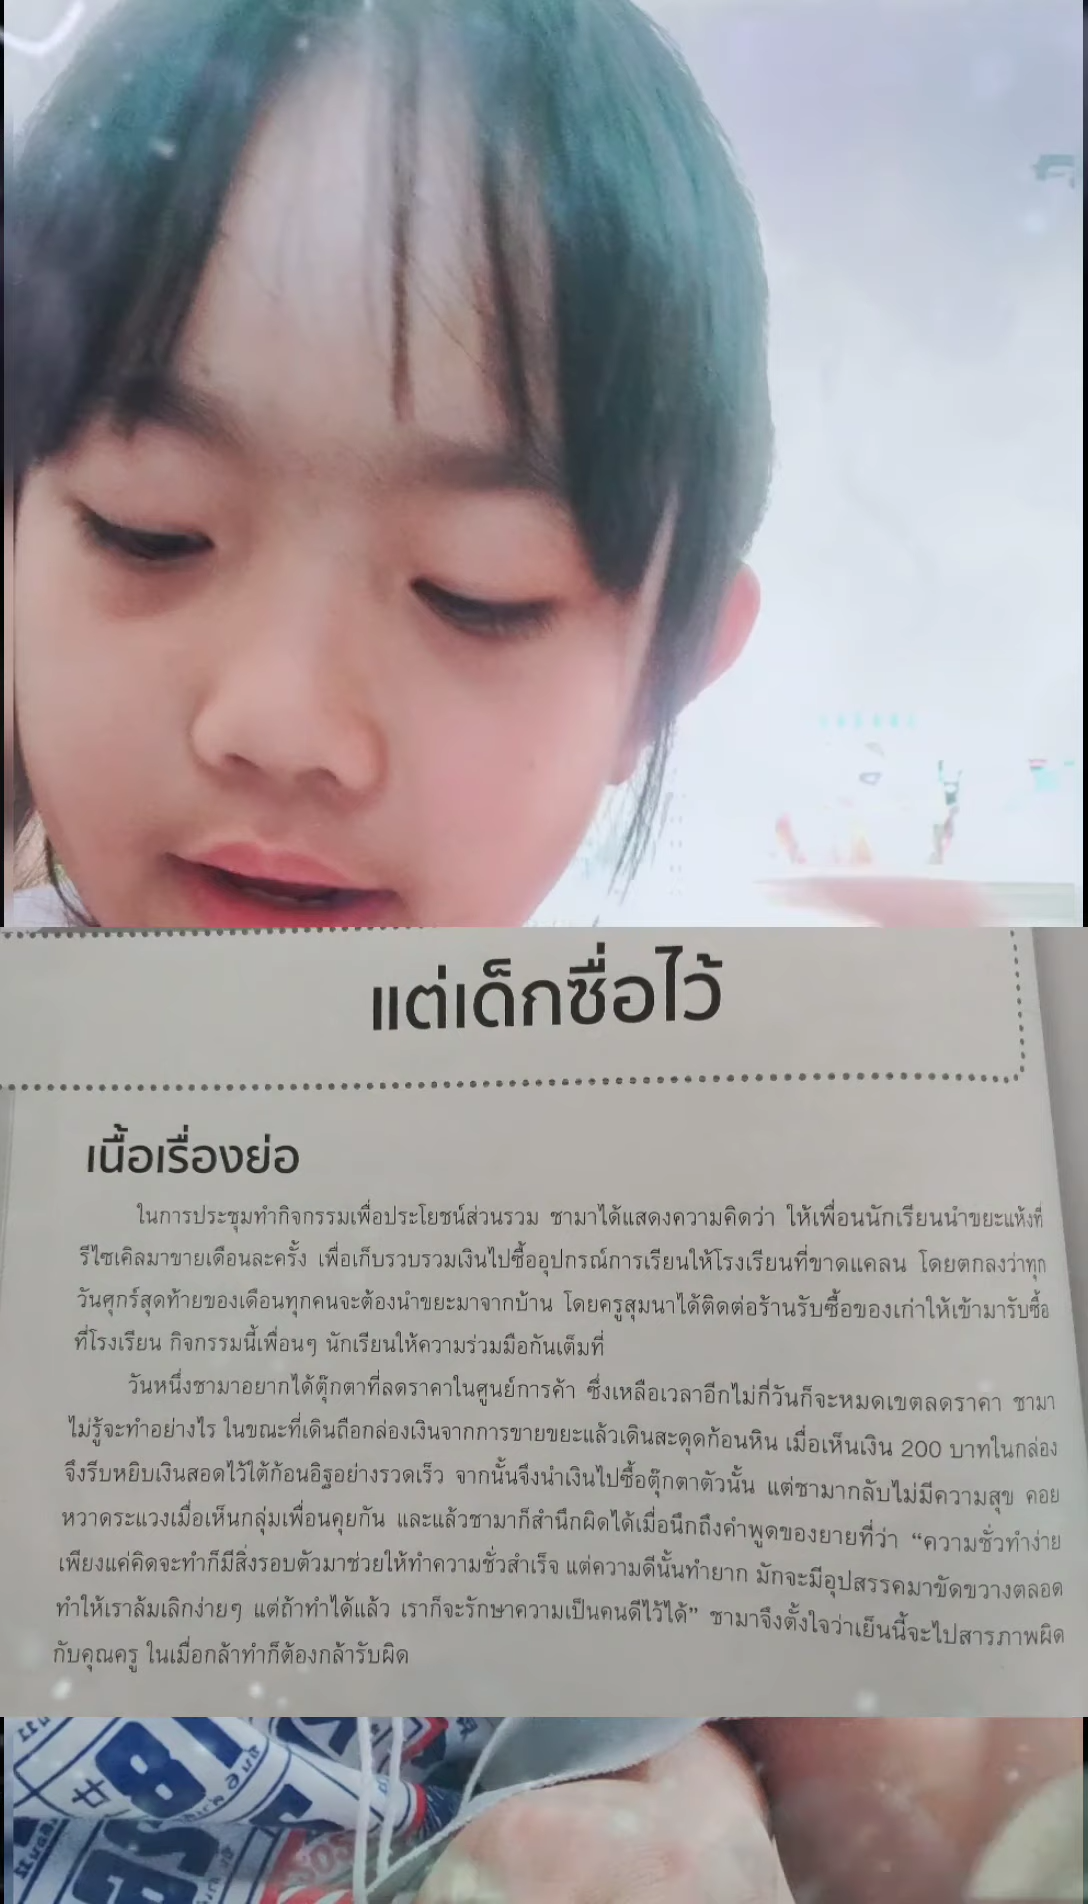 แต่เด็กซื่อไว้
เนื้อเรื่องย่อ
ในการประชุมทำกิจกรรมเพื่อประโยชน์ส่วนรวม ชามาได้แสดงความคิดว่า ให้เพื่อนนักเรียนนำขยะแห้งที่
รีไซเคิลมาขายเดือนละครั้ง เพื่อเก็บรวบรวมเงินไปซื้ออุปกรณ์การเรียนให้โรงเรียนที่ขาดแคลน โดยตกลงว่าทุก
วันศุกร์สุดท้ายของเดือนทุกคนจะต้องนำขยะมาจากบ้าน โดยครูสุมนาได้ติดต่อร้านรับซื้อของเก่าให้เข้ามารับซื้อ
ที่โรงเรียน กิจกรรมนี้เพื่อนๆ นักเรียนให้ความร่วมมือกันเต็มที่
วันหนึ่งชามาอยากได้ตุ๊กตาที่ลดราคาในศูนย์การค้า ซึ่งเหลือเวลาอีกไม่กี่วันก็จะหมดเขตลดราคา ชามา
ไม่รู้จะทำอย่างไร ในขณะที่เดินถือกล่องเงินจากการขายขยะแล้วเดินสะดุดก้อนหิน เมื่อเห็นเงิน 200 บาทในกล่อง
จึงรีบหยิบเงินสอดไว้ใต้ก้อนอิฐอย่างรวดเร็ว จากนั้นจึงนำเงินไปซื้อตุ๊กตาตัวนั้น แต่ชามากลับไม่มีความสุข คอย
หวาดระแวงเมื่อเห็นกลุ่มเพื่อนคุยกัน และแล้วชามาก็สำนึกผิดได้เมื่อนึกถึงคำพูดของยายที่ว่า “ความชั่วทำง่าย
เพียงแค่คิดจะทำก็มีสิ่งรอบตัวมาช่วยให้ทำความชั่วสำเร็จ แต่ความดีนั้นทำยาก มักจะมีอุปสรรคมาขัดขวางตลอด
ทำให้เราล้มเลิกง่ายๆ แต่ถ้าทำได้แล้ว เราก็จะรักษาความเป็นคนดีไว้ได้” ชามาจึงตั้งใจว่าเย็นนี้จะไปสารภาพผิด
กับคุณครู ในเมื่อกล้าทำก็ต้องกล้ารับผิด